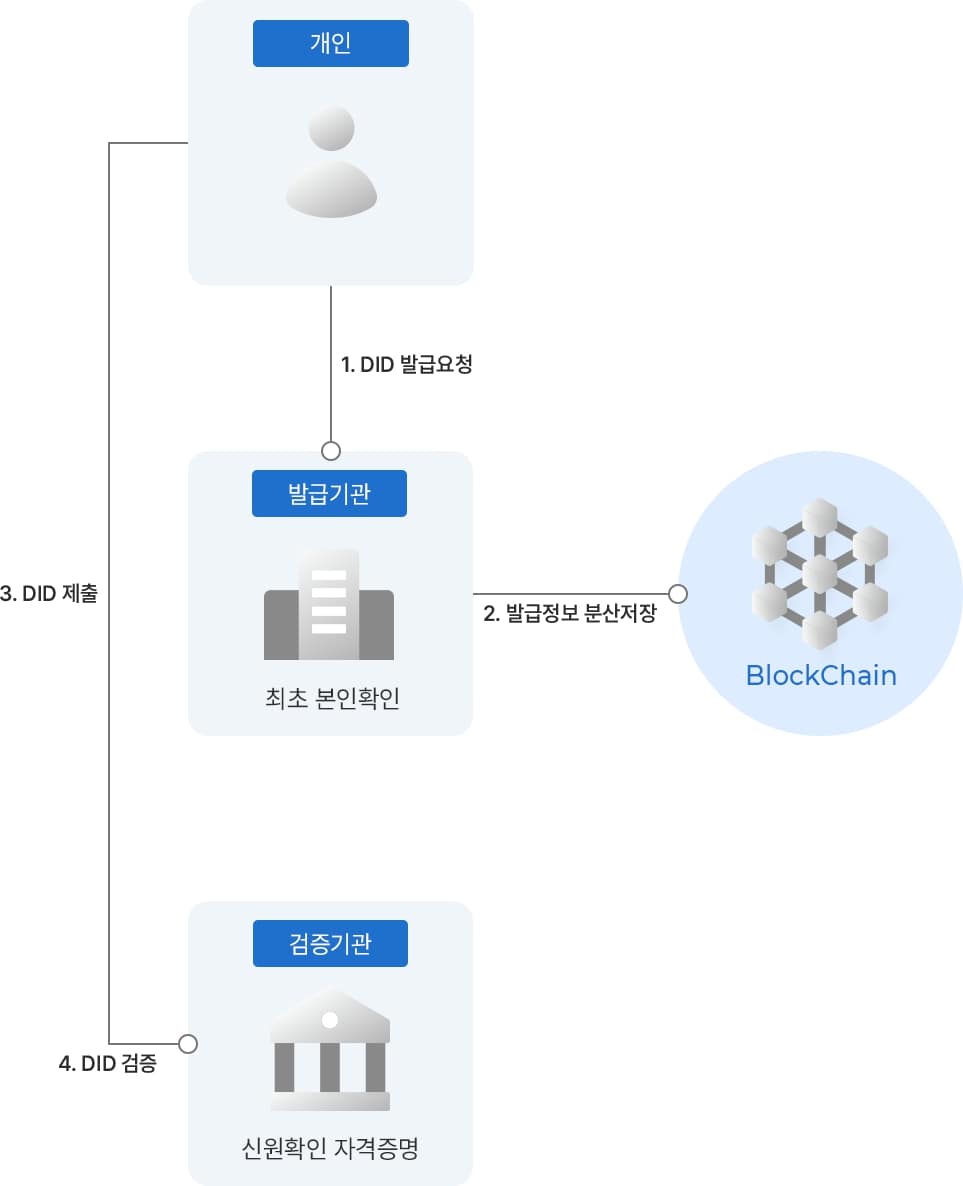 개인
1. DID 발급요청
발급기관
최초 본인확인
2. 발급정보 분산저장
BlockChain
3. DID 제출
검증기관
4. DID 검증
신원확인 자격증명